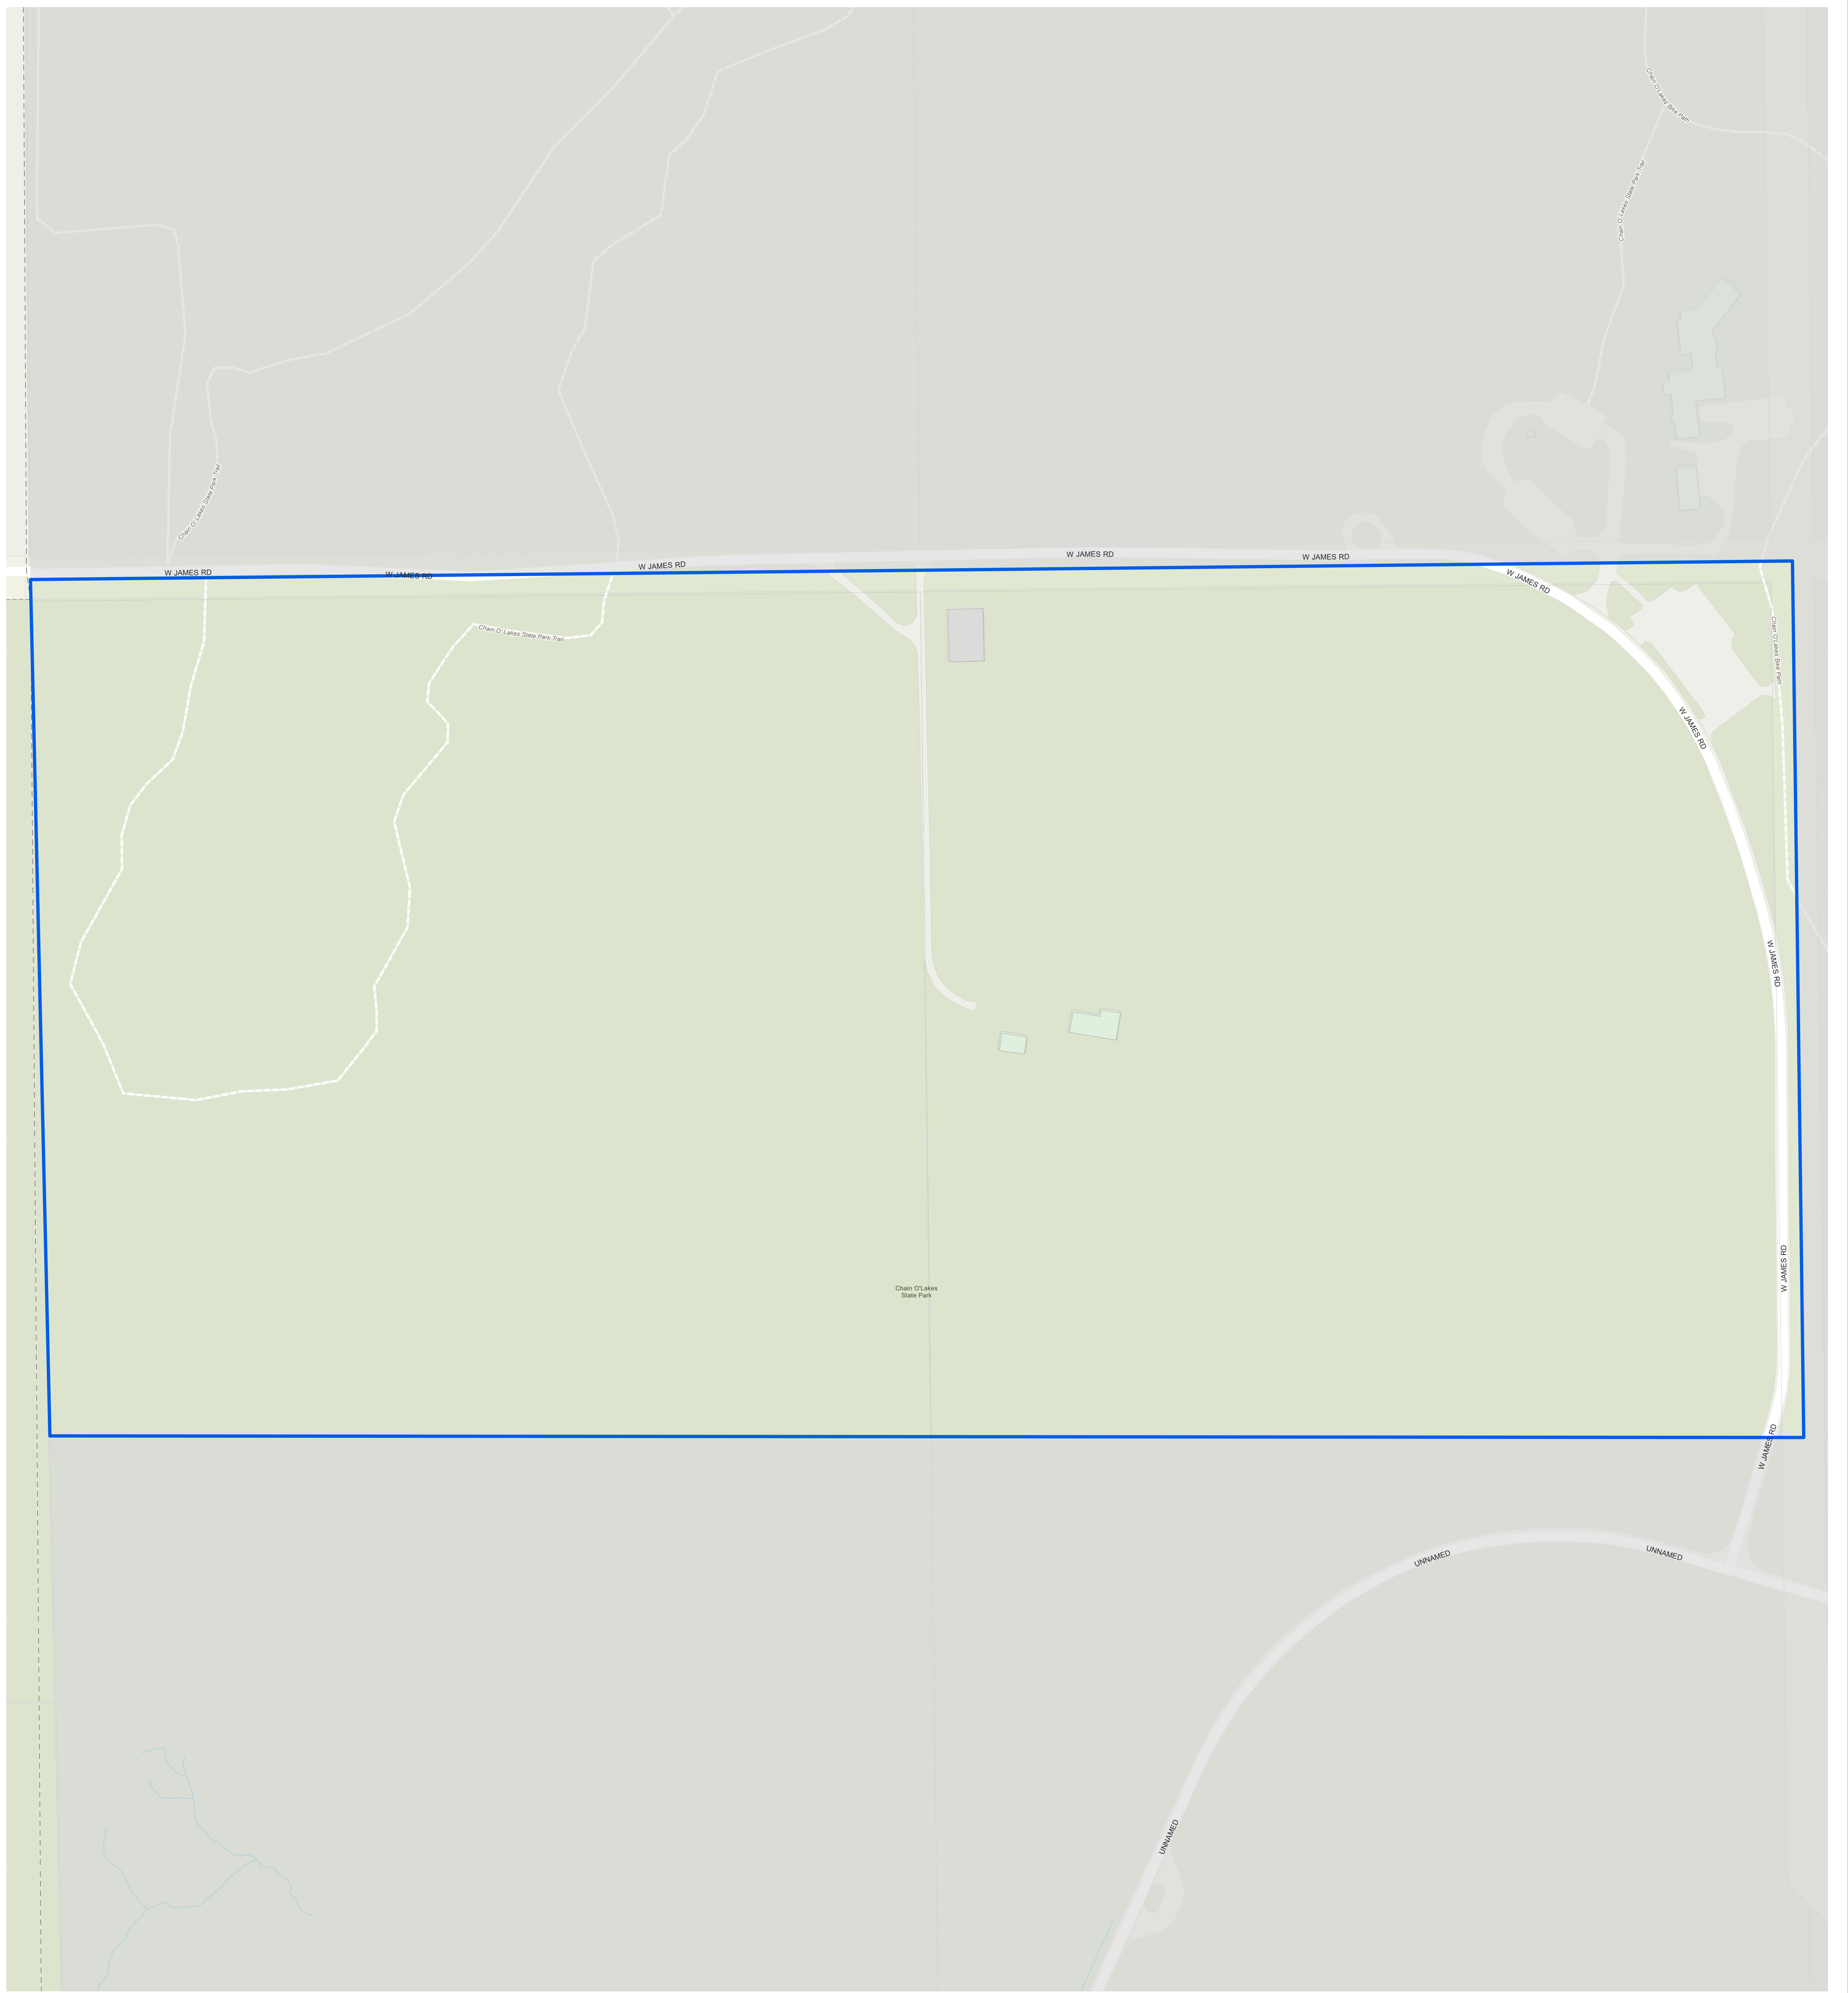 Chain O'Lakes Bike Path
Chain O' Lakes State Park Trail
Chain O' Lakes State Park Trail
W JAMES RD
W JAMES RD
W JAMES RD
W JAMES RD
W JAMES RD
W JAMES RD
Chain O' Lakes State Park Trail
Chain O'Lakes Bike Path
W JAMES RD
W JAMES RD
W JAMES RD
Chain O'Lakes
State Park
W JAMES RD
UNNAMED
UNNAMED
UNNAMED